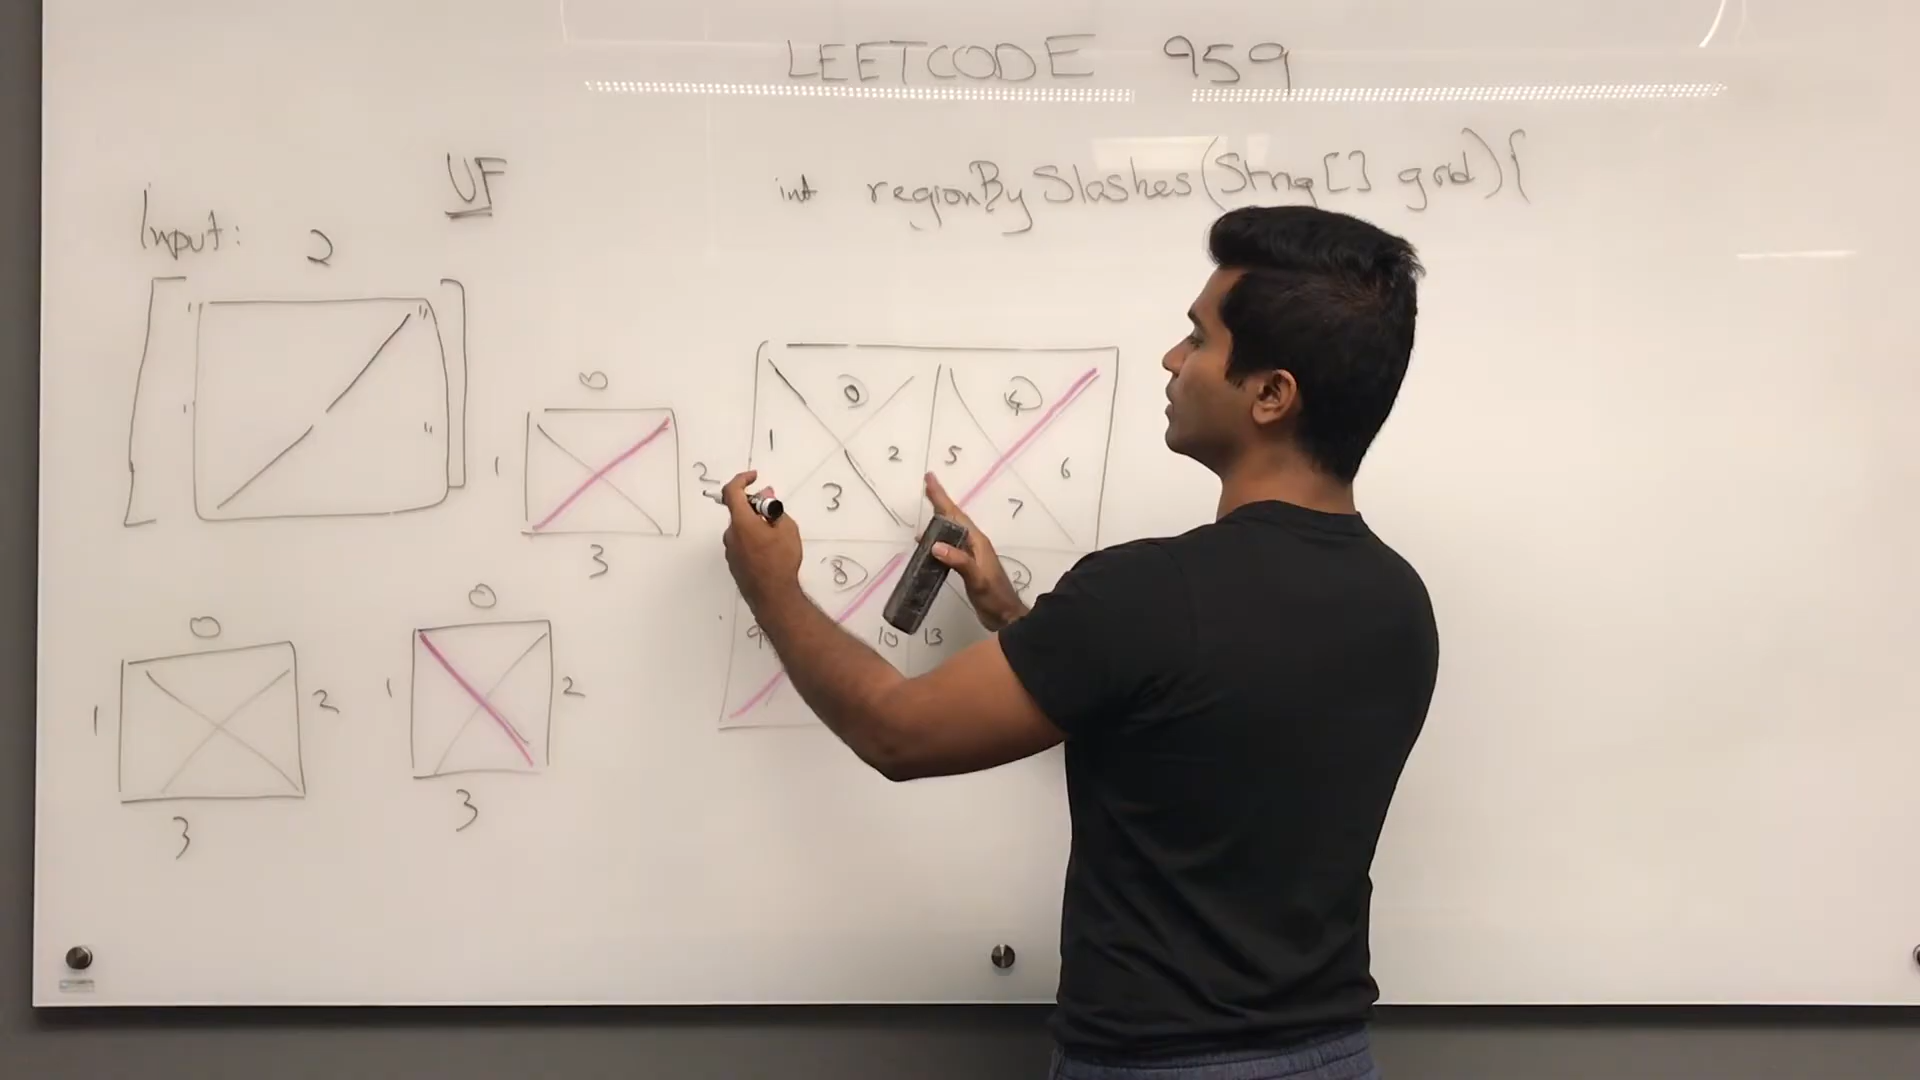 LEETCODE 959
UF
int regionBySlashes(String[] grid){
Input: 2
" "
" "
0
1 2
3
0
1 2
3
0
1 2
3
0 4
1 2 5 6
3 7
8
9 10 13